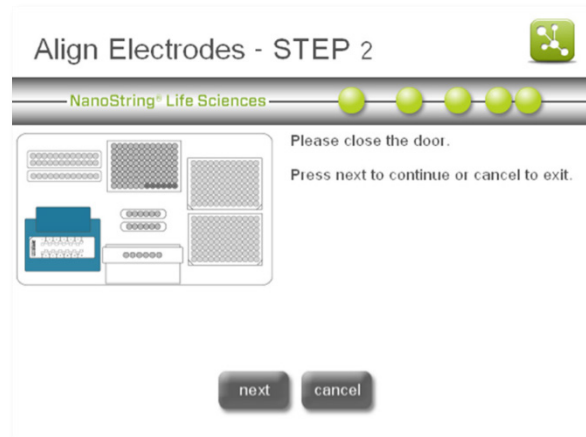 Align Electrodes - STEP 2
NanoString® Life Sciences
Please close the door.
Press next to continue or cancel to exit.
next
cancel